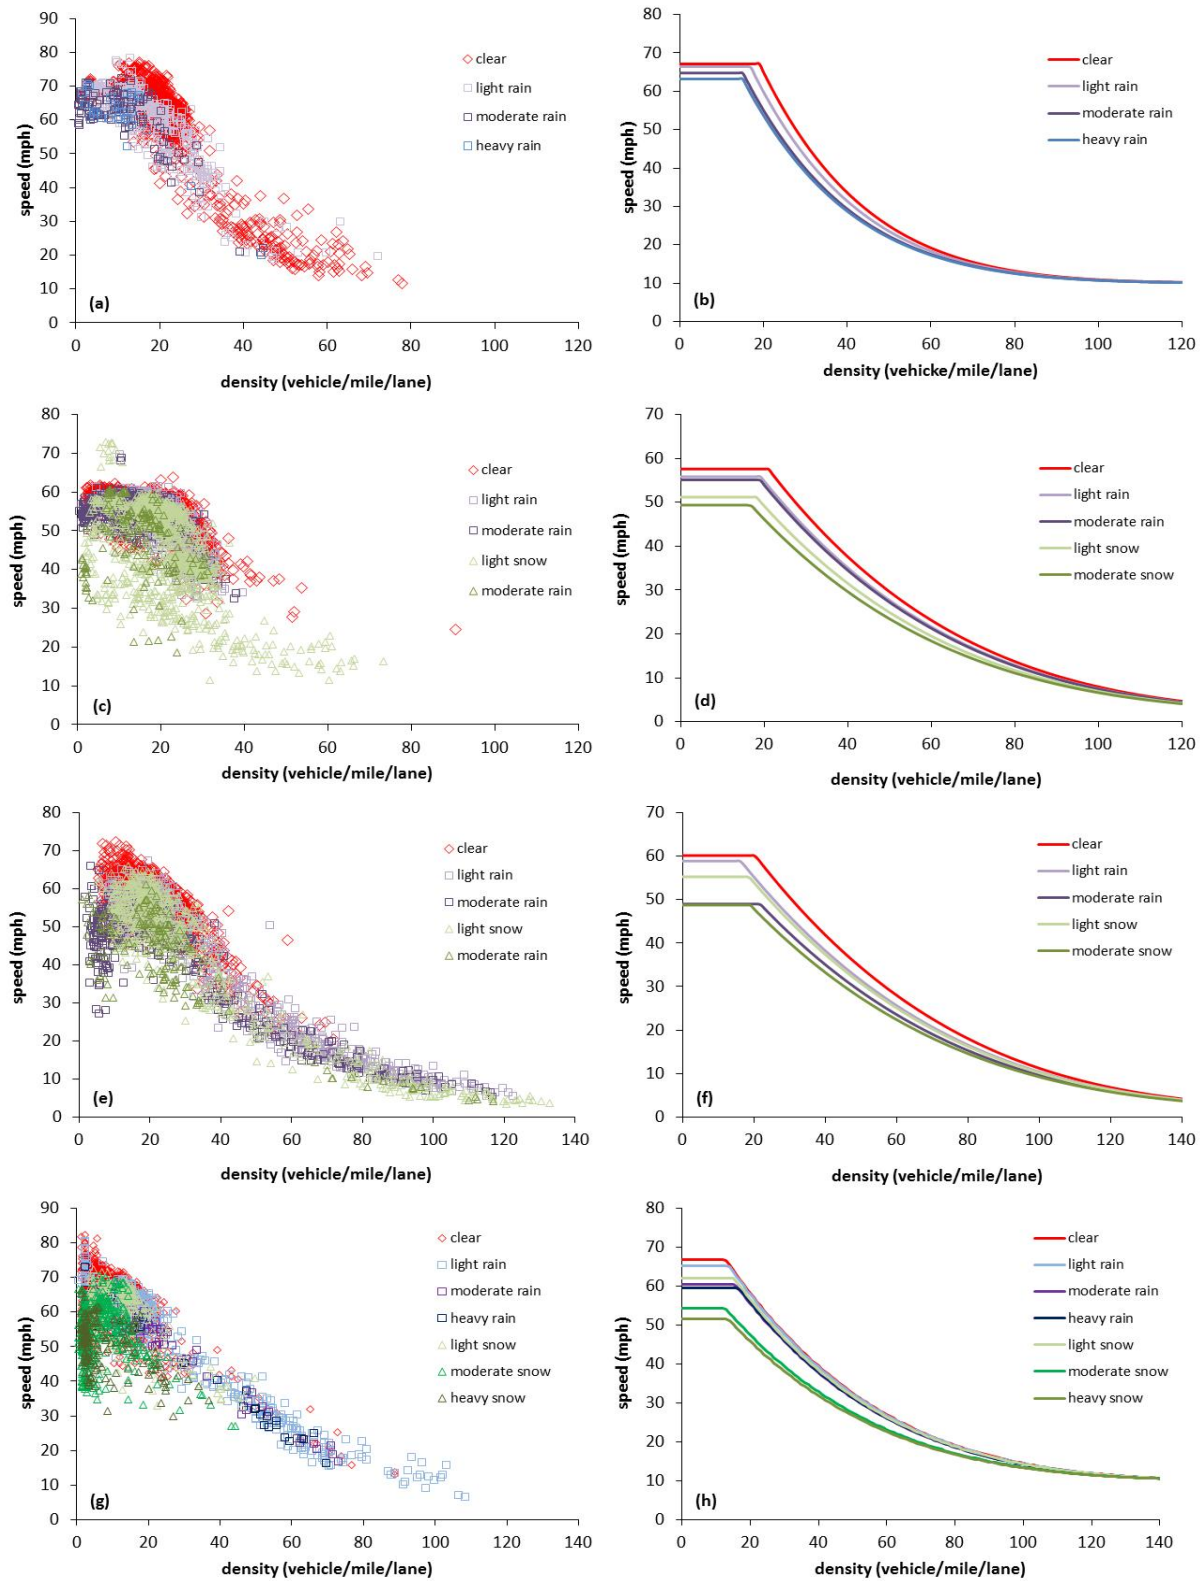 90
80
70
60
50
40
30
20
10
0
speed (mph)
clear
light rain
moderate rain
heavy rain
(a)
0 20 40 60 80 100 120
density (vehicle/mile/lane)
80
70
60
50
40
30
20
10
0
speed (mph)
clear
light rain
moderate rain
heavy rain
(b)
0 20 40 60 80 100 120
density (vehicke/mile/lane)
80
70
60
50
40
30
20
10
0
speed (mph)
clear
light rain
moderate rain
light snow
moderate rain
(c)
0 20 40 60 80 100 120
density (vehicle/mile/lane)
70
60
50
40
30
20
10
0
speed (mph)
clear
light rain
moderate rain
light snow
moderate snow
(d)
0 20 40 60 80 100 120
density (vehicle/mile/lane)
80
70
60
50
40
30
20
10
0
speed (mph)
clear
light rain
moderate rain
light snow
moderate rain
(e)
0 20 40 60 80 100 120 140
density (vehicle/mile/lane)
70
60
50
40
30
20
10
0
speed (mph)
clear
light rain
moderate rain
light snow
moderate snow
(f)
0 20 40 60 80 100 120 140
density (vehicle/mile/lane)
90
80
70
60
50
40
30
20
10
0
speed (mph)
clear
light rain
moderate rain
heavy rain
light snow
moderate snow
heavy snow
(g)
0 20 40 60 80 100 120 140
density (vehicle/mile/lane)
80
70
60
50
40
30
20
10
0
speed (mph)
clear
light rain
moderate rain
heavy rain
light snow
moderate snow
heavy snow
(h)
0 20 40 60 80 100 120 140
density (vehicle/mile/lane)